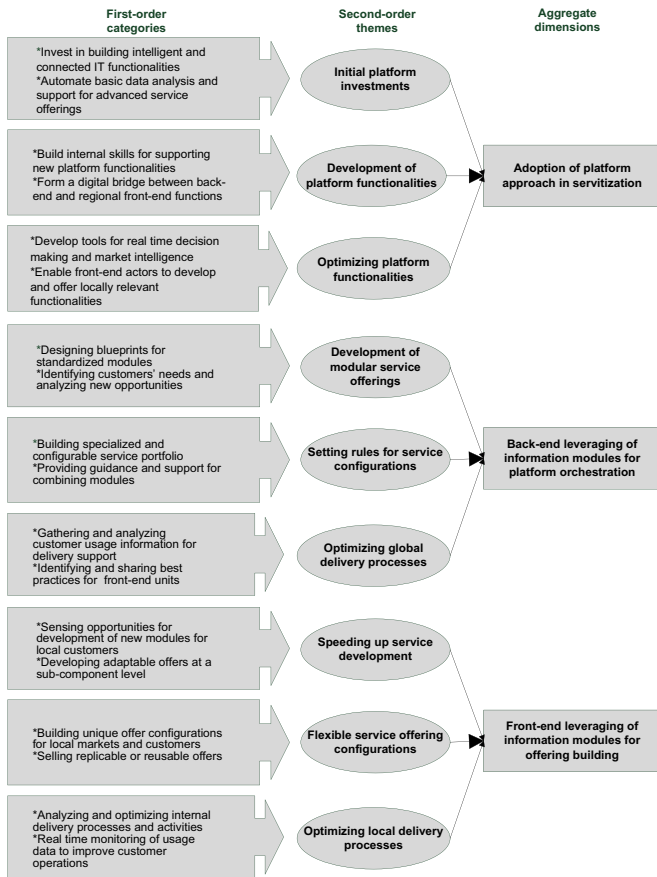 First-order
categories
Second-order
themes
Aggregate
dimensions
*Invest in building intelligent and
connected IT functionalities
*Automate basic data analysis and
support for advanced service
offerings
Initial platform
investments
*Build internal skills for supporting
new platform functionalities
*Form a digital bridge between back-
end and regional front-end functions
Development of
platform functionalities
Adoption of platform
approach in servitization
*Develop tools for real time decision
making and market intelligence
*Enable front-end actors to develop
and offer locally relevant
functionalities
Optimizing platform
functionalities
*Designing blueprints for
standardized modules
*Identifying customers' needs and
analyzing new opportunities
Development of
modular service
offerings
*Building specialized and
configurable service portfolio
*Providing guidance and support for
combining modules
Setting rules for service
configurations
Back-end leveraging of
information modules for
platform orchestration
*Gathering and analyzing
customer usage information for
delivery support
*Identifying and sharing best
practices for front-end units
Optimizing global
delivery processes
*Sensing opportunities for
development of new modules for
local customers
*Developing adaptable offers at a
sub-component level
Speeding up service
development
*Building unique offer configurations
for local markets and customers
*Selling replicable or reusable offers
Flexible service offering
configurations
Front-end leveraging of
information modules for
offering building
*Analyzing and optimizing internal
delivery processes and activities
*Real time monitoring of usage
data to improve customer
operations
Optimizing local delivery
processes